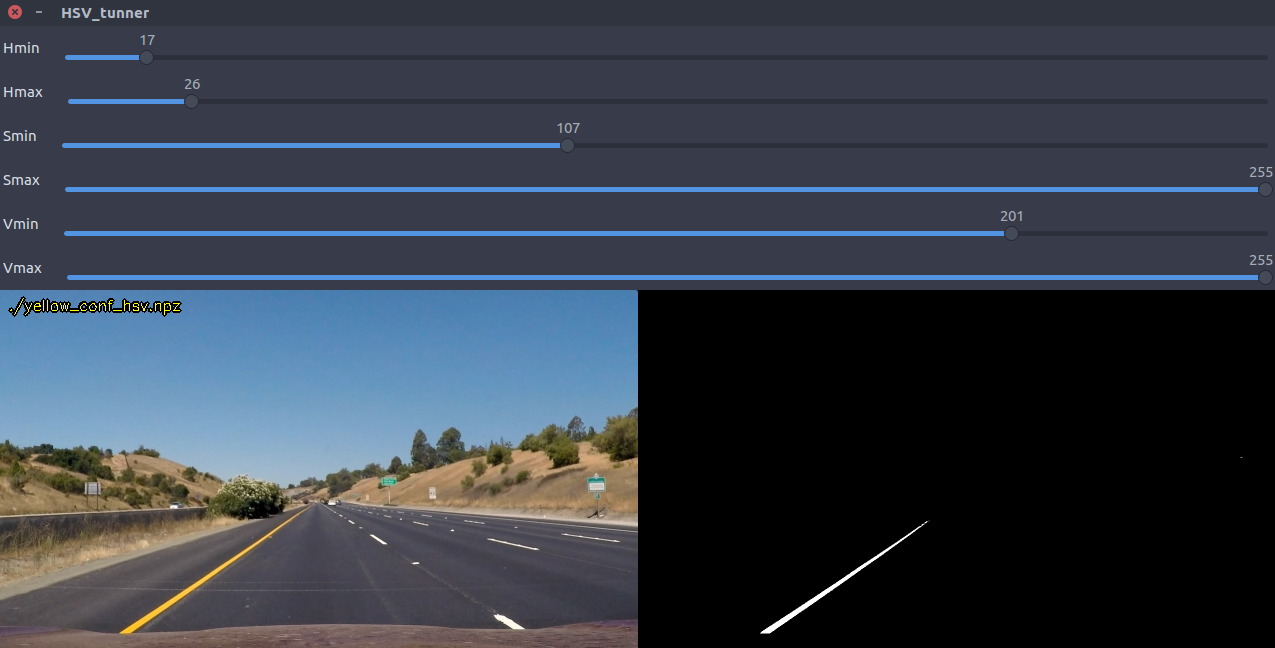 HSV_tunner
Hmin 17
Hmax 26
Smin 107
Smax 255
Vmin 201
Vmax 255
./yellow_conf_hsv.npz